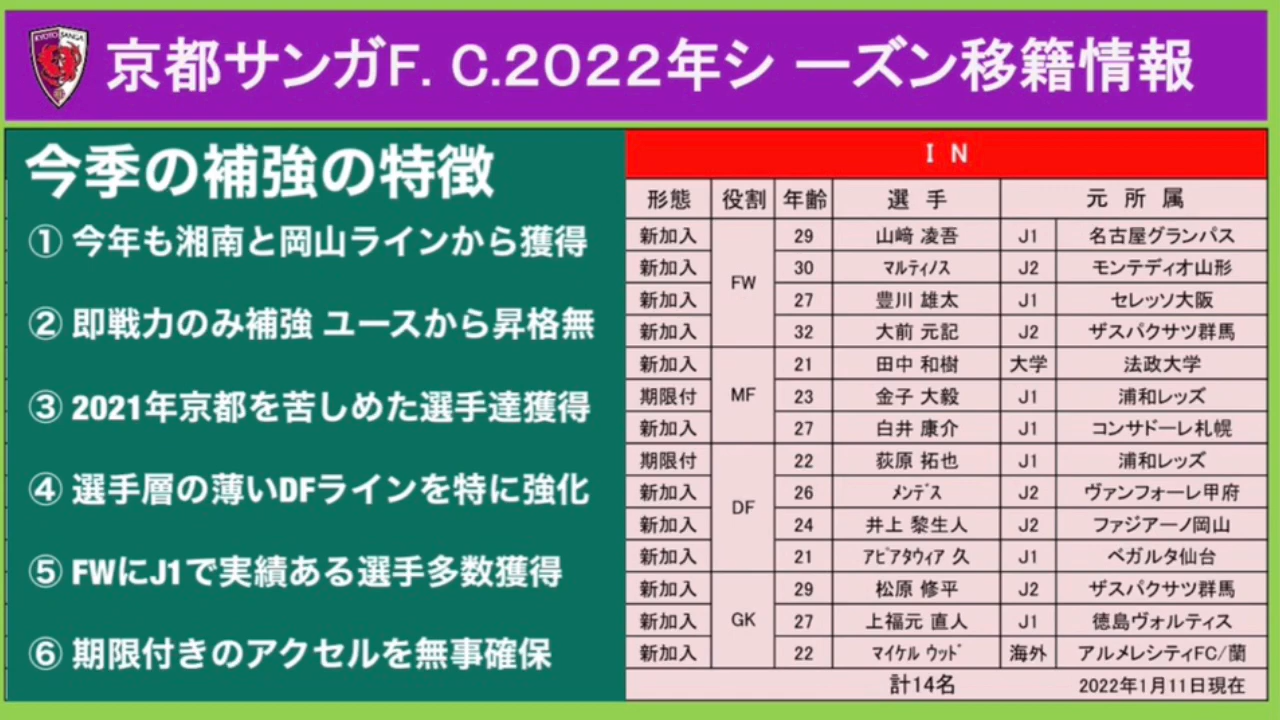 KYOTO SANGA
京都サンガF. C.2022年シーズン移籍情報
今季の補強の特徴
① 今年も湘南と岡山ラインから獲得
② 即戦力のみ補強 ユースから昇格無
③ 2021年京都を苦しめた選手達獲得
④ 選手層の薄いDFラインを特に強化
⑤ FWにJ1で実績ある選手多数獲得
⑥ 期限付きのアクセルを無事確保
IN
形態 役割 年齢 選手 元所属
新加入 FW 29 山﨑 凌吾 J1 名古屋グランパス
新加入 30 マルティノス J2 モンテディオ山形
新加入 27 豊川 雄太 J1 セレッソ大阪
新加入 32 大前 元記 J2 ザスパクサツ群馬
新加入 MF 21 田中 和樹 大学 法政大学
期限付 23 金子 大毅 J1 浦和レッズ
新加入 27 白井 康介 J1 コンサドーレ札幌
期限付 DF 22 荻原 拓也 J1 浦和レッズ
新加入 26 メンデス J2 ヴァンフォーレ甲府
新加入 24 井上 黎生人 J2 ファジアーノ岡山
新加入 21 アピアタウィア 久 J1 ベガルタ仙台
新加入 GK 29 松原 修平 J2 ザスパクサツ群馬
新加入 27 上福元 直人 J1 徳島ヴォルティス
新加入 22 マイケル ウッド 海外 アルメレシティFC/蘭
計14名 2022年1月11日現在